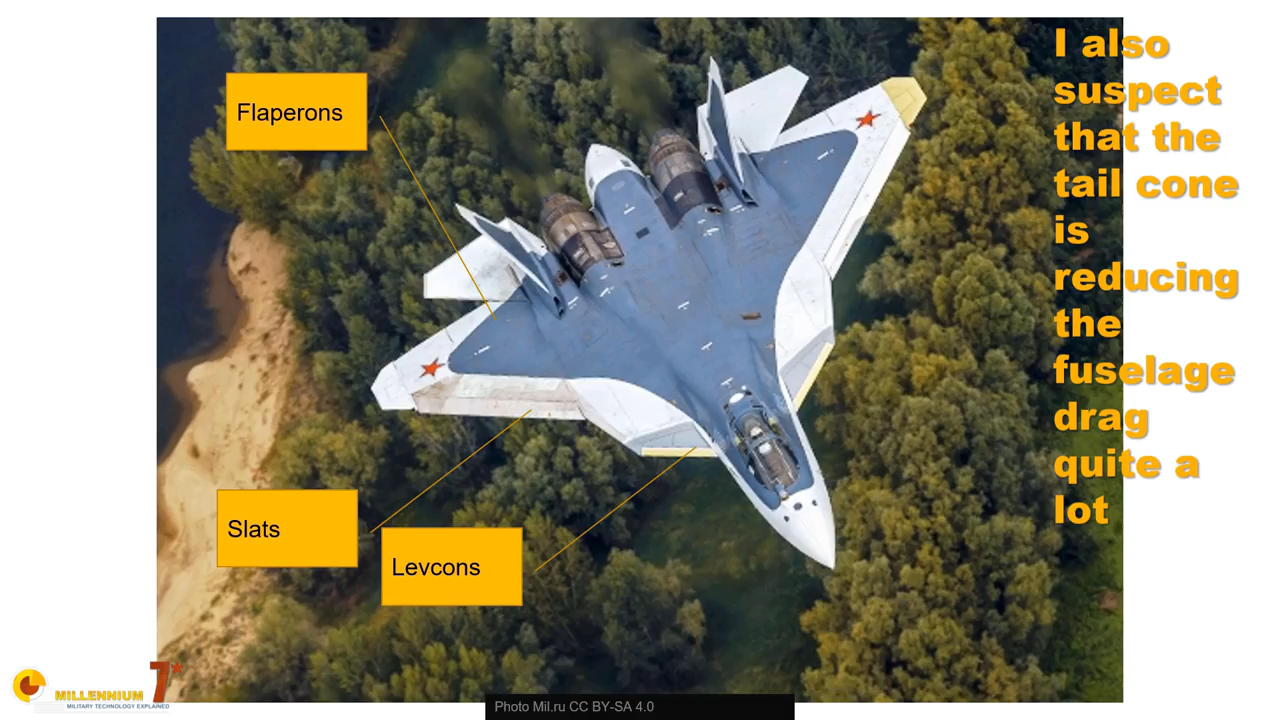 Flaperons
Slats
Levcons
I also
suspect
that the
tail cone
is
reducing
the
fuselage
drag
quite a
lot
MILLENNIUM 7*
MILITARY TECHNOLOGY EXPLAINED
Photo Mil.ru CC BY-SA 4.0